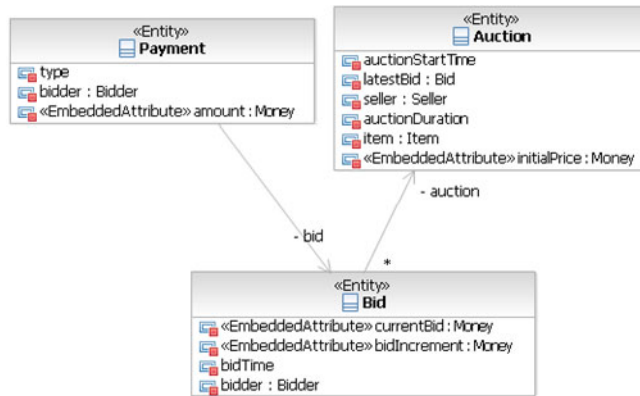 «Entity»
Payment
type
bidder : Bidder
«EmbeddedAttribute» amount : Money
«Entity»
Auction
auctionStartTime
latestBid : Bid
seller : Seller
auctionDuration
item : Item
«EmbeddedAttribute» initialPrice : Money
- auction
- bid
*
«Entity»
Bid
«EmbeddedAttribute» currentBid : Money
«EmbeddedAttribute» bidIncrement : Money
bidTime
bidder : Bidder